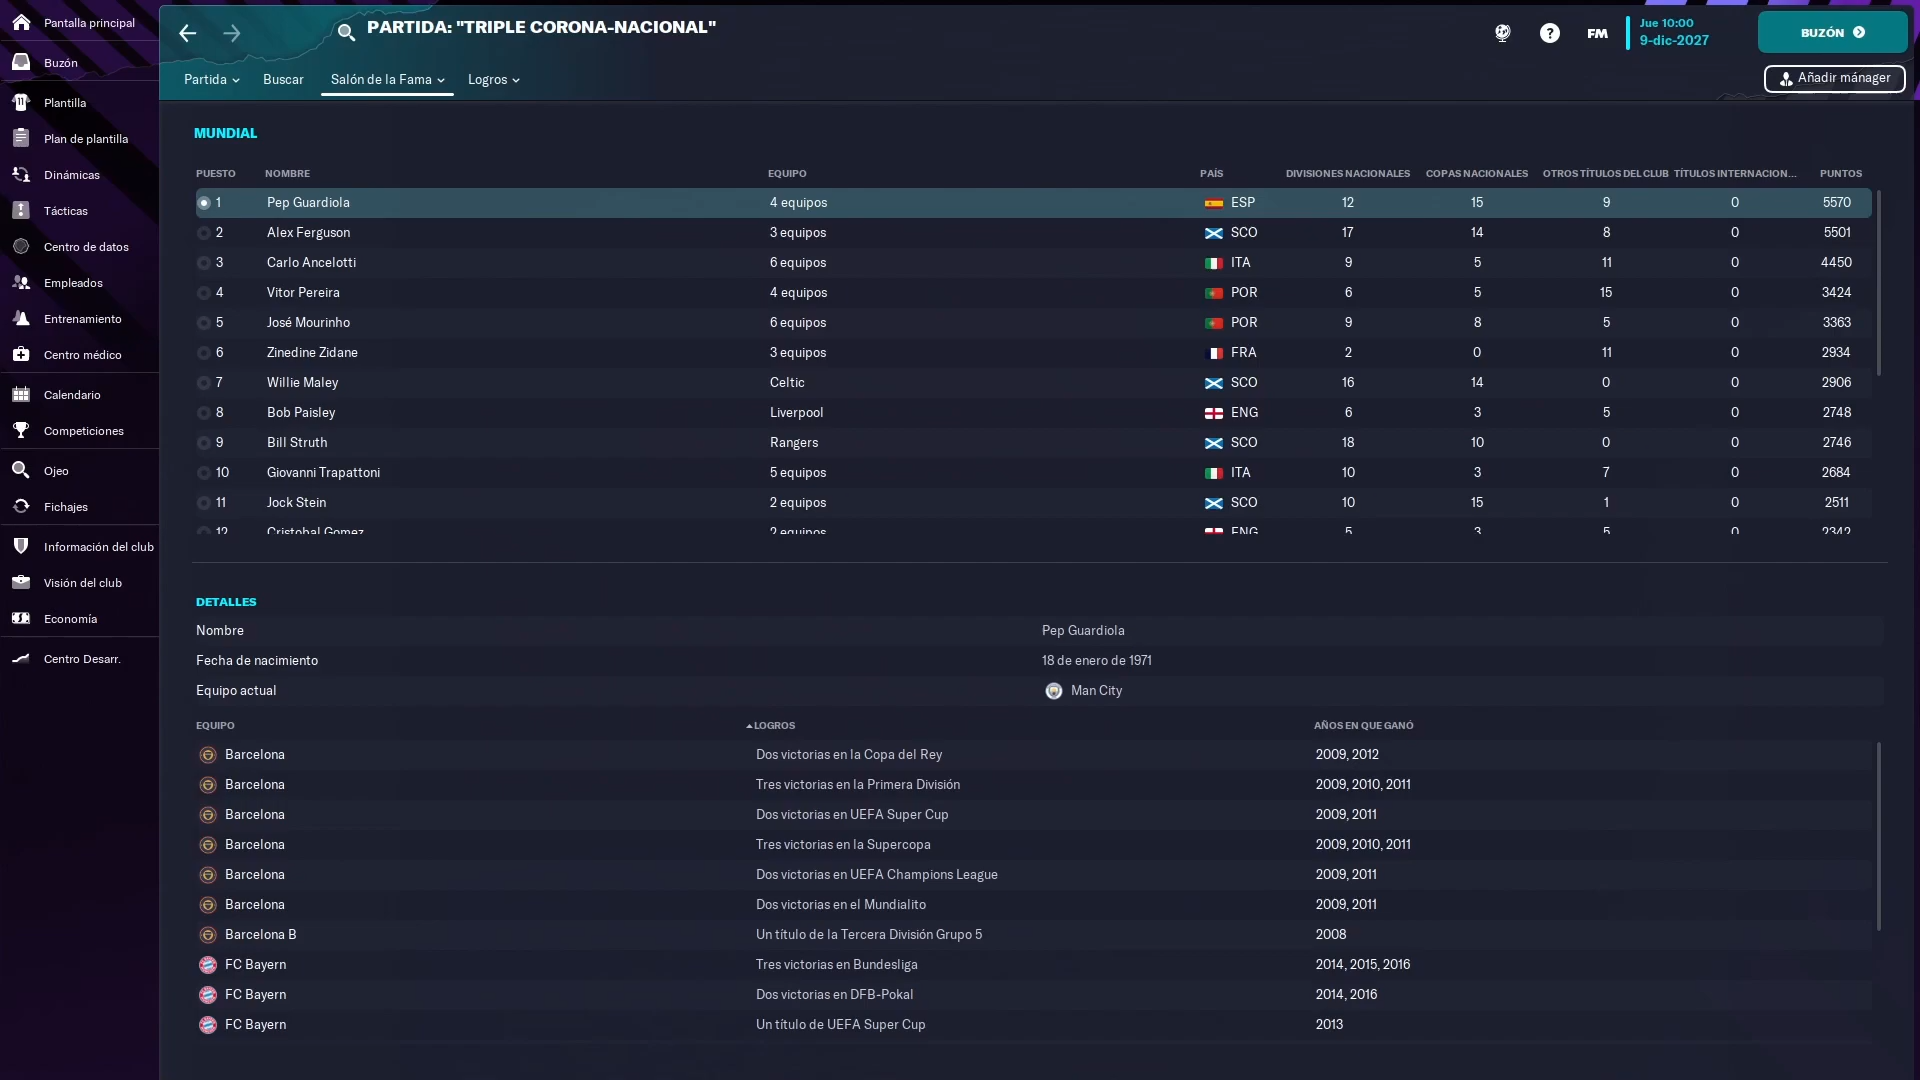 Pantalla principal
Buzón
Plantilla
Plan de plantilla
Dinámicas
Tácticas
Centro de datos
Empleados
Entrenamiento
Centro médico
Calendario
Competiciones
Ojeo
Fichajes
Información del club
Visión del club
Economía
Centro Desarr.
PARTIDA: "TRIPLE CORONA-NACIONAL"
FM
Jue 10:00
9-dic-2027
BUZÓN
Partida Buscar Salón de la Fama Logros
Añadir mánager
MUNDIAL
PUESTO NOMBRE EQUIPO PAÍS DIVISIONES NACIONALES COPAS NACIONALES OTROS TÍTULOS DEL CLUB TÍTULOS INTERNACION... PUNTOS
1 Pep Guardiola 4 equipos ESP 12 15 9 0 5570
2 Alex Ferguson 3 equipos SCO 17 14 8 0 5501
3 Carlo Ancelotti 6 equipos ITA 9 5 11 0 4450
4 Vitor Pereira 4 equipos POR 6 5 15 0 3424
5 José Mourinho 6 equipos POR 9 8 5 0 3363
6 Zinedine Zidane 3 equipos FRA 2 0 11 0 2934
7 Willie Maley Celtic SCO 16 14 0 0 2906
8 Bob Paisley Liverpool ENG 6 3 5 0 2748
9 Bill Struth Rangers SCO 18 10 0 0 2746
10 Giovanni Trapattoni 5 equipos ITA 10 3 7 0 2684
11 Jock Stein 2 equipos SCO 10 15 1 0 2511
12 Cristobal Gomez 2 equipos ENG 5 3 5 0 2342
DETALLES
Nombre Pep Guardiola
Fecha de nacimiento 18 de enero de 1971
Equipo actual Man City
EQUIPO LOGROS AÑOS EN QUE GANÓ
Barcelona Dos victorias en la Copa del Rey 2009, 2012
Barcelona Tres victorias en la Primera División 2009, 2010, 2011
Barcelona Dos victorias en UEFA Super Cup 2009, 2011
Barcelona Tres victorias en la Supercopa 2009, 2010, 2011
Barcelona Dos victorias en UEFA Champions League 2009, 2011
Barcelona Dos victorias en el Mundialito 2009, 2011
Barcelona B Un título de la Tercera División Grupo 5 2008
FC Bayern Tres victorias en Bundesliga 2014, 2015, 2016
FC Bayern Dos victorias en DFB-Pokal 2014, 2016
FC Bayern Un título de UEFA Super Cup 2013